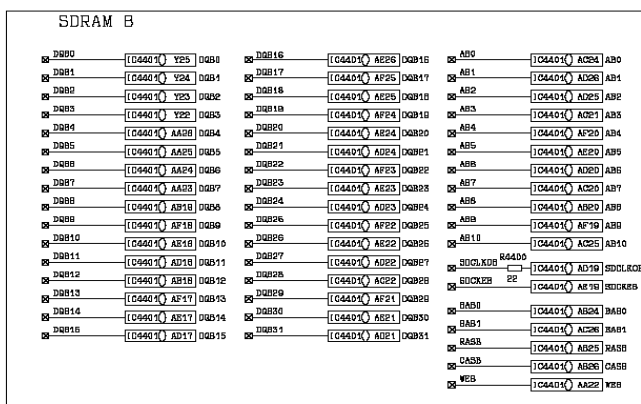 SDRAM B
DQB0 IC4401 Y25 DQB0
DQB1 IC4401 Y24 DQB1
DQB2 IC4401 Y23 DQB2
DQB3 IC4401 Y22 DQB3
DQB4 IC4401 AA26 DQB4
DQB5 IC4401 AA25 DQB5
DQB6 IC4401 AA24 DQB6
DQB7 IC4401 AA23 DQB7
DQB8 IC4401 AB19 DQB8
DQB9 IC4401 AF18 DQB9
DQB10 IC4401 AE18 DQB10
DQB11 IC4401 AD18 DQB11
DQB12 IC4401 AB18 DQB12
DQB13 IC4401 AF17 DQB13
DQB14 IC4401 AE17 DQB14
DQB15 IC4401 AD17 DQB15
DQB16 IC4401 AE26 DQB16
DQB17 IC4401 AF25 DQB17
DQB18 IC4401 AE25 DQB18
DQB19 IC4401 AF24 DQB19
DQB20 IC4401 AE24 DQB20
DQB21 IC4401 AD24 DQB21
DQB22 IC4401 AF23 DQB22
DQB23 IC4401 AE23 DQB23
DQB24 IC4401 AD23 DQB24
DQB25 IC4401 AF22 DQB25
DQB26 IC4401 AE22 DQB26
DQB27 IC4401 AD22 DQB27
DQB28 IC4401 AC22 DQB28
DQB29 IC4401 AF21 DQB29
DQB30 IC4401 AE21 DQB30
DQB31 IC4401 AD21 DQB31
AB0 IC4401 AC24 AB0
AB1 IC4401 AD26 AB1
AB2 IC4401 AD25 AB2
AB3 IC4401 AC21 AB3
AB4 IC4401 AF20 AB4
AB5 IC4401 AE20 AB5
AB6 IC4401 AD20 AB6
AB7 IC4401 AC20 AB7
AB8 IC4401 AB20 AB8
AB9 IC4401 AF19 AB9
AB10 IC4401 AC25 AB10
R4400
SDCLKOB IC4401 AD19 SDCLKOB
22
SDCKEB IC4401 AE19 SDCKEB
BAB0 IC4401 AB24 BAB0
BAB1 IC4401 AC26 BAB1
RASB IC4401 AB25 RASB
CASB IC4401 AB26 CASB
WEB IC4401 AA22 WEB